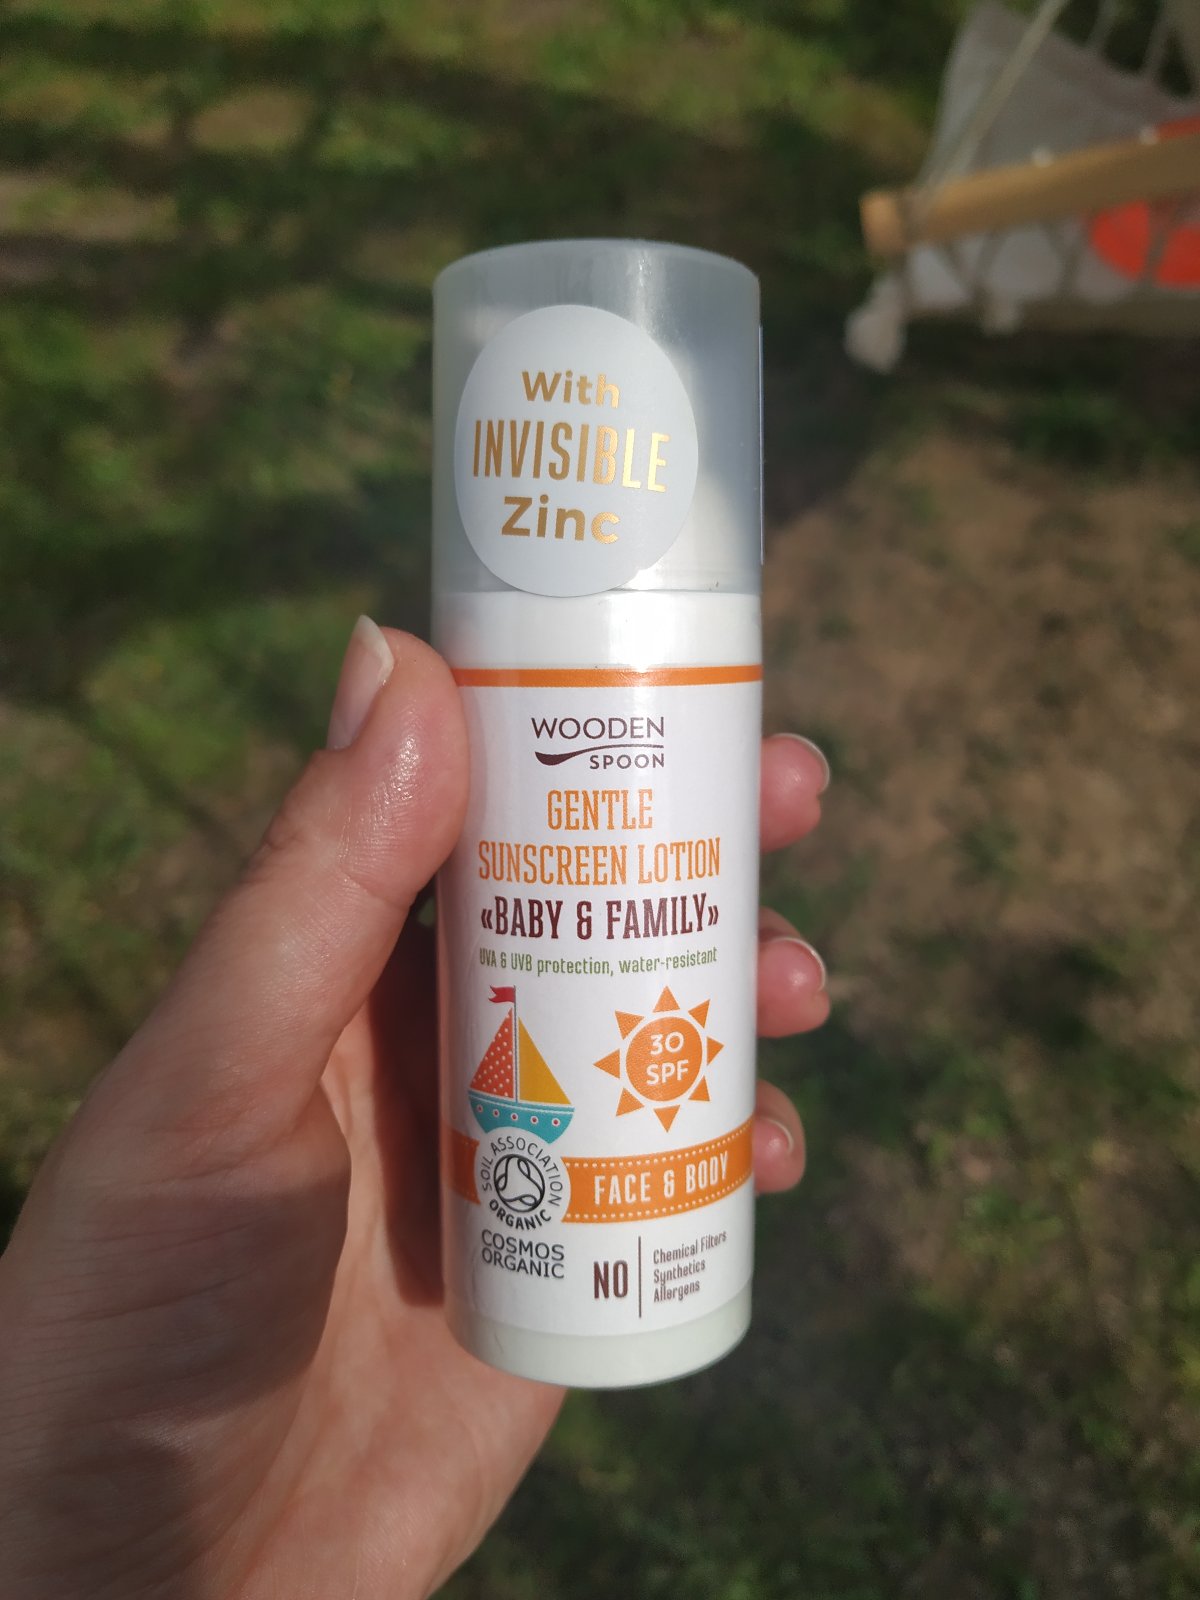 With
INVISIBLE
Zinc
WOODEN
SPOON
GENTLE
SUNSCREEN LOTION
«BABY & FAMILY»
UVA & UVB protection, water-resistant
30
SPF
SOIL ASSOCIATION
ORGANIC
FACE & BODY
COSMOS
ORGANIC
NO
Chemical Filters
Synthetics
Allergens